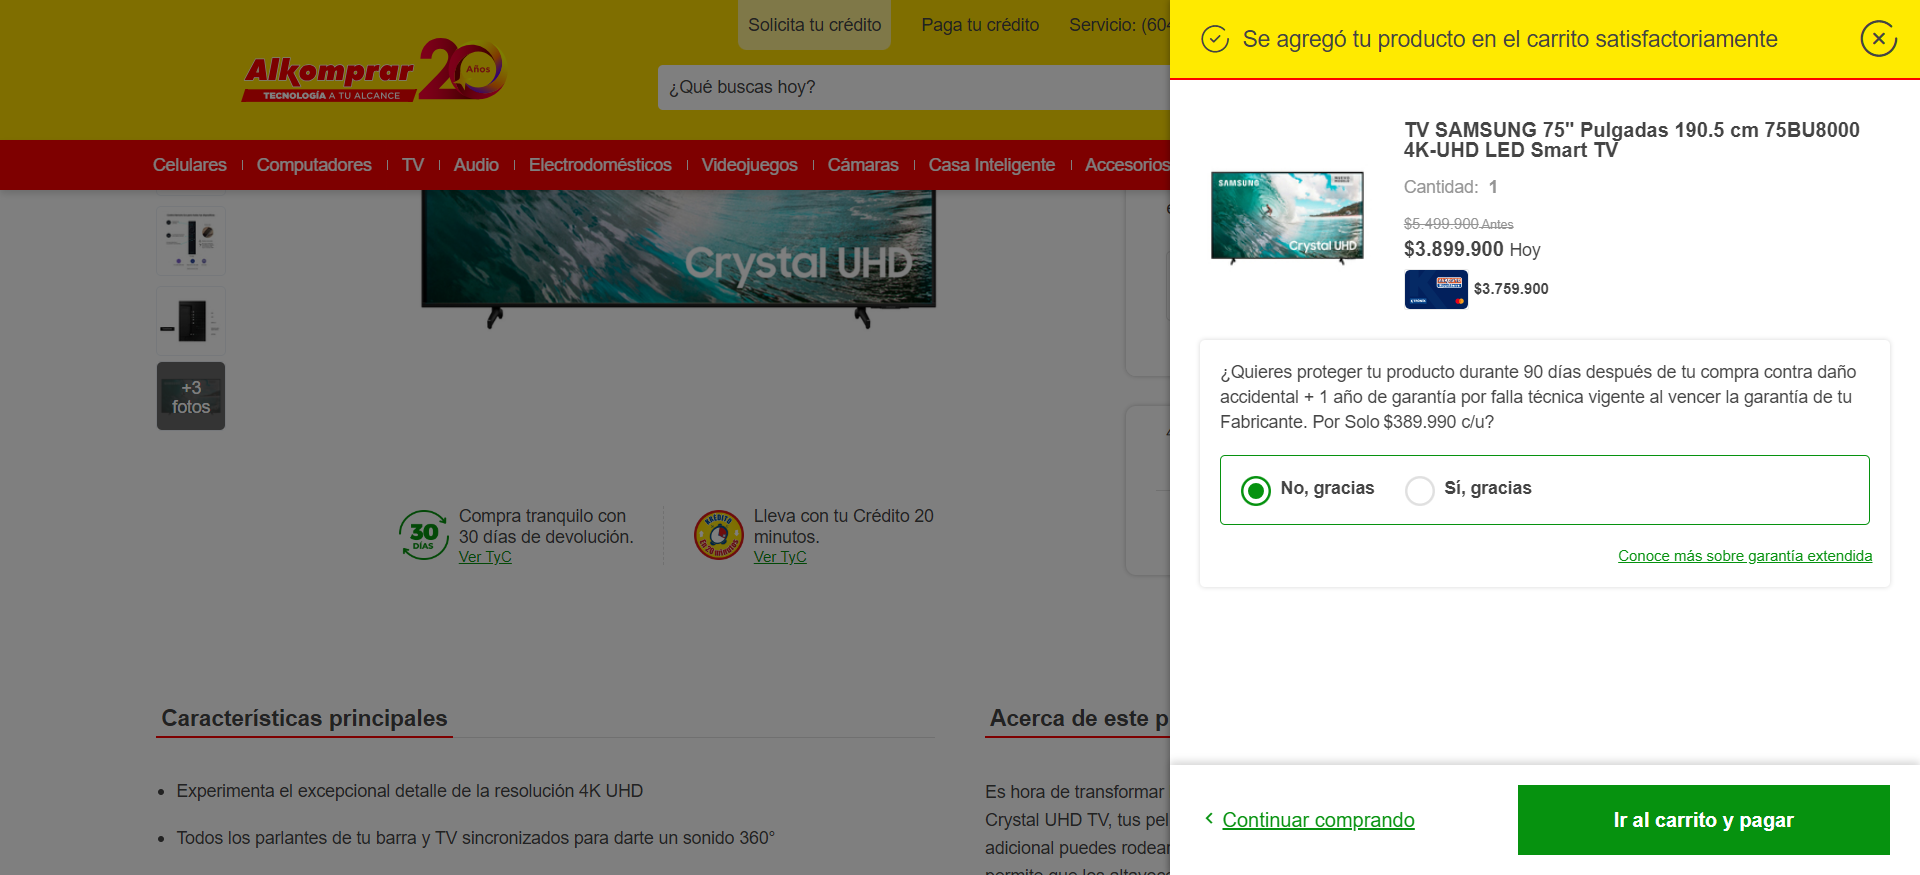 Solicita tu crédito
Paga tu crédito
Servicio: (604
Alkomprar
TECNOLOGÍA A TU ALCANCE
20
Años
¿Qué buscas hoy?
Celulares
Computadores
TV
Audio
Electrodomésticos
Videojuegos
Cámaras
Casa Inteligente
Accesorios
Crystal UHD
+3
fotos
30
DÍAS
Compra tranquilo con
30 días de devolución.
Ver TyC
KREDITO
En 20 minutos
Lleva con tu Crédito 20
minutos.
Ver TyC
Características principales
Experimenta el excepcional detalle de la resolución 4K UHD
Todos los parlantes de tu barra y TV sincronizados para darte un sonido 360°
Acerca de este p
Es hora de transformar
Crystal UHD TV, tus pel
adicional puedes rodear
Se agregó tu producto en el carrito satisfactoriamente
SAMSUNG
Crystal UHD
TV SAMSUNG 75" Pulgadas 190.5 cm 75BU8000
4K-UHD LED Smart TV
Cantidad: 1
$5.499.900 Antes
$3.899.900 Hoy
$3.759.900
¿Quieres proteger tu producto durante 90 días después de tu compra contra daño
accidental + 1 año de garantía por falla técnica vigente al vencer la garantía de tu
Fabricante. Por Solo $389.990 c/u?
No, gracias
Sí, gracias
Conoce más sobre garantía extendida
Continuar comprando
Ir al carrito y pagar